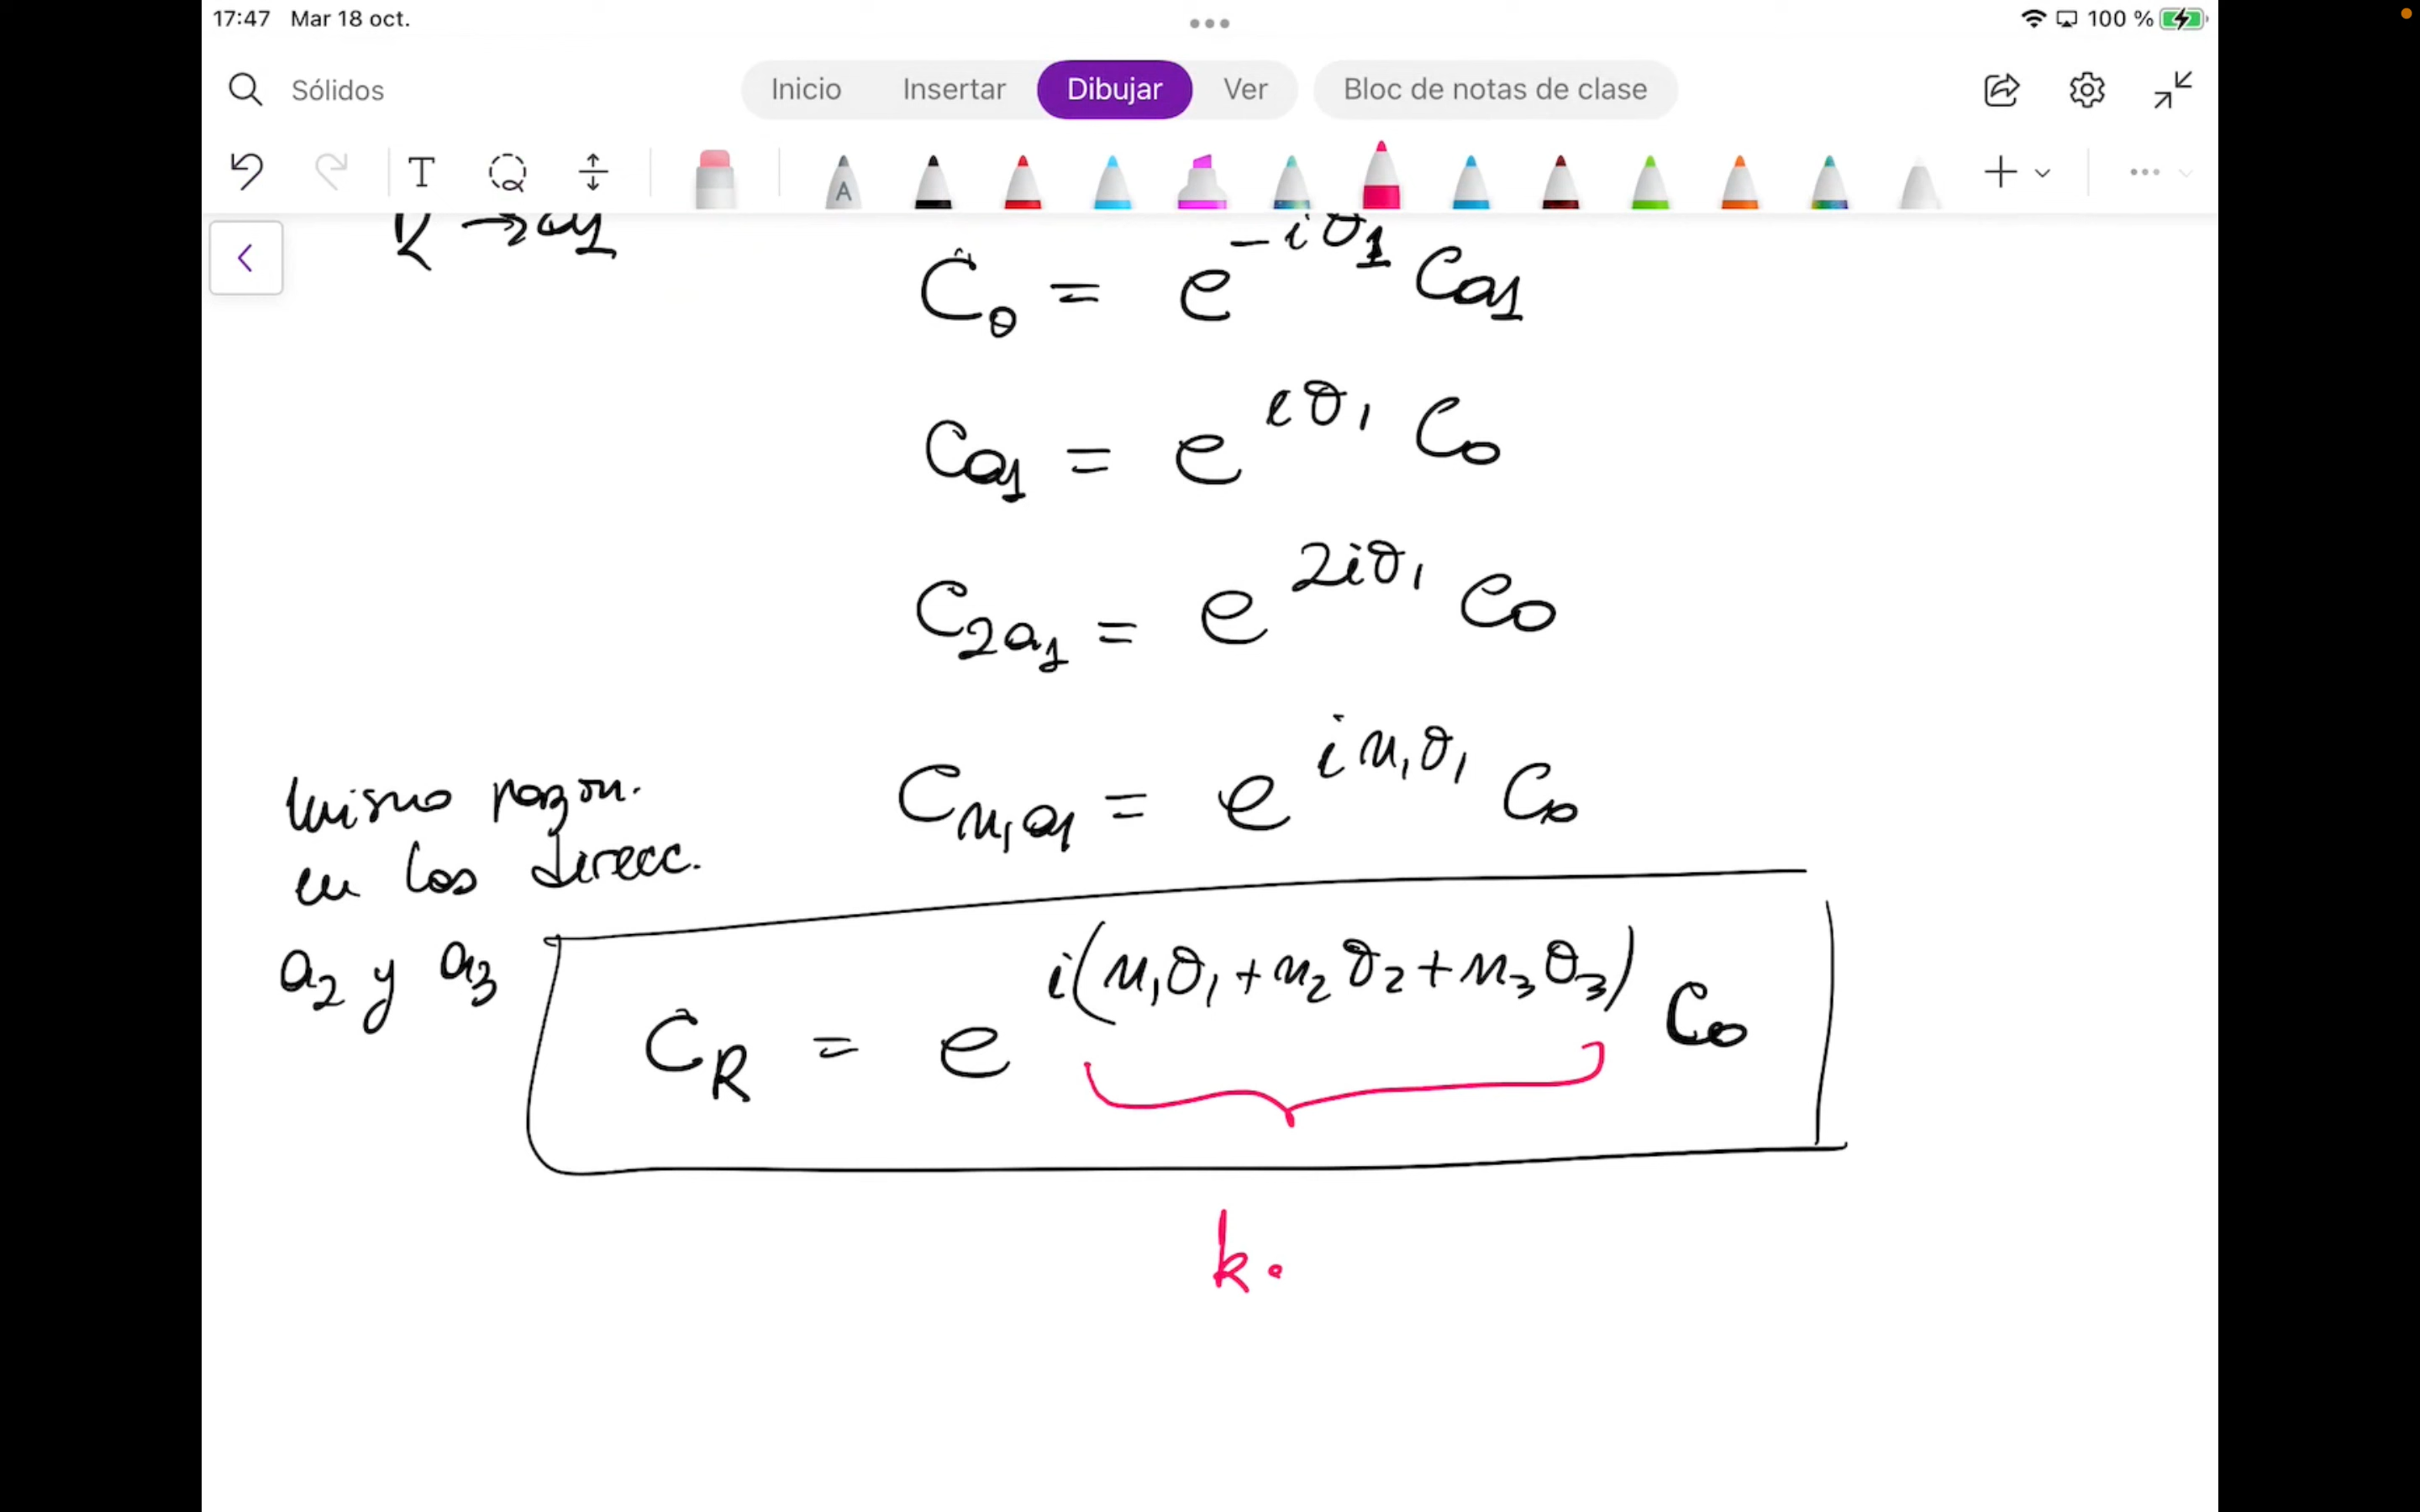 17:47 Mar 18 oct. 100 %
Sólidos Inicio Insertar Dibujar Ver Bloc de notas de clase
T A
R → a₁
C₀ = e^{-iθ₁} Ca₁
Ca₁ = e^{iθ₁} C₀
C₂a₁ = e^{2iθ₁} C₀
Cn₁a₁ = e^{in₁θ₁} C₀
mismo razon.
en las direcc.
a₂ y a₃
C_R = e^{i(n₁θ₁+n₂θ₂+n₃θ₃)} C₀
k.